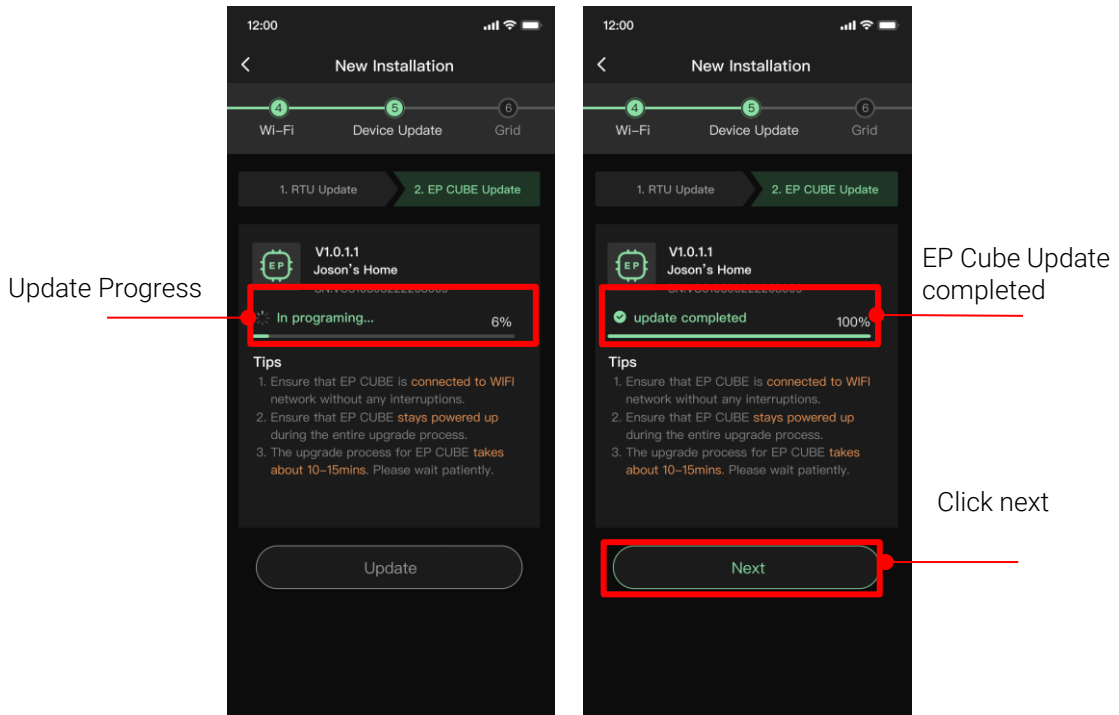 Update Progress
12:00
New Installation
4 5 6
Wi-Fi Device Update Grid
1. RTU Update 2. EP CUBE Update
EP
V1.0.1.1
Joson's Home
In programing... 6%
Tips
1. Ensure that EP CUBE is connected to WIFI
network without any interruptions.
2. Ensure that EP CUBE stays powered up
during the entire upgrade process.
3. The upgrade process for EP CUBE takes
about 10-15mins. Please wait patiently.
Update
12:00
New Installation
4 5 6
Wi-Fi Device Update Grid
1. RTU Update 2. EP CUBE Update
EP
V1.0.1.1
Joson's Home
update completed 100%
Tips
1. Ensure that EP CUBE is connected to WIFI
network without any interruptions.
2. Ensure that EP CUBE stays powered up
during the entire upgrade process.
3. The upgrade process for EP CUBE takes
about 10-15mins. Please wait patiently.
Next
EP Cube Update
completed
Click next